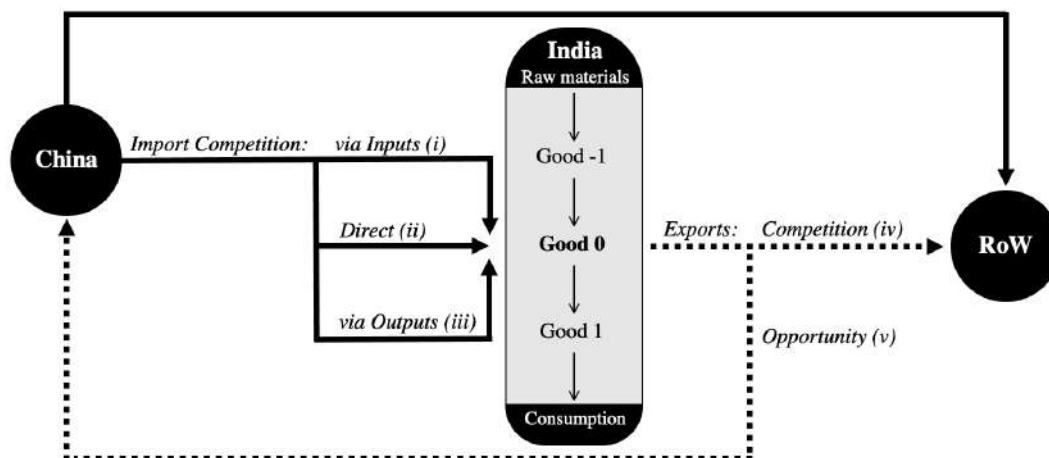 India
Raw materials
China
Import Competition:
via Inputs (i)
Good -1
Direct (ii)
Good 0
Exports:
Competition (iv)
RoW
via Outputs (iii)
Good 1
Opportunity (v)
Consumption